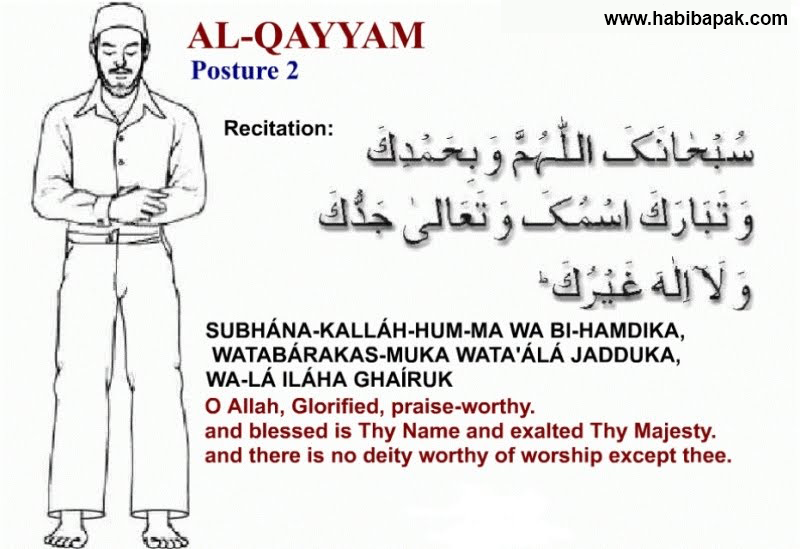 www.habibapak.com
AL-QAYYAM
Posture 2
Recitation:
سُبْحَانَکَ اللّٰہُمَّ وَ بِحَمْدِكَ
وَ تَبَارَكَ اسْمُکَ وَ تَعَالیٰ جَدُّكَ
وَ لَآ اِلٰهَ غَیْرُكَ ؕ
SUBHÁNA-KALLÁH-HUM-MA WA BI-HAMDIKA,
WATABÁRAKAS-MUKA WATA'ÁLÁ JADDUKA,
WA-LÁ ILÁHA GHAÍRUK
O Allah, Glorified, praise-worthy.
and blessed is Thy Name and exalted Thy Majesty.
and there is no deity worthy of worship except thee.